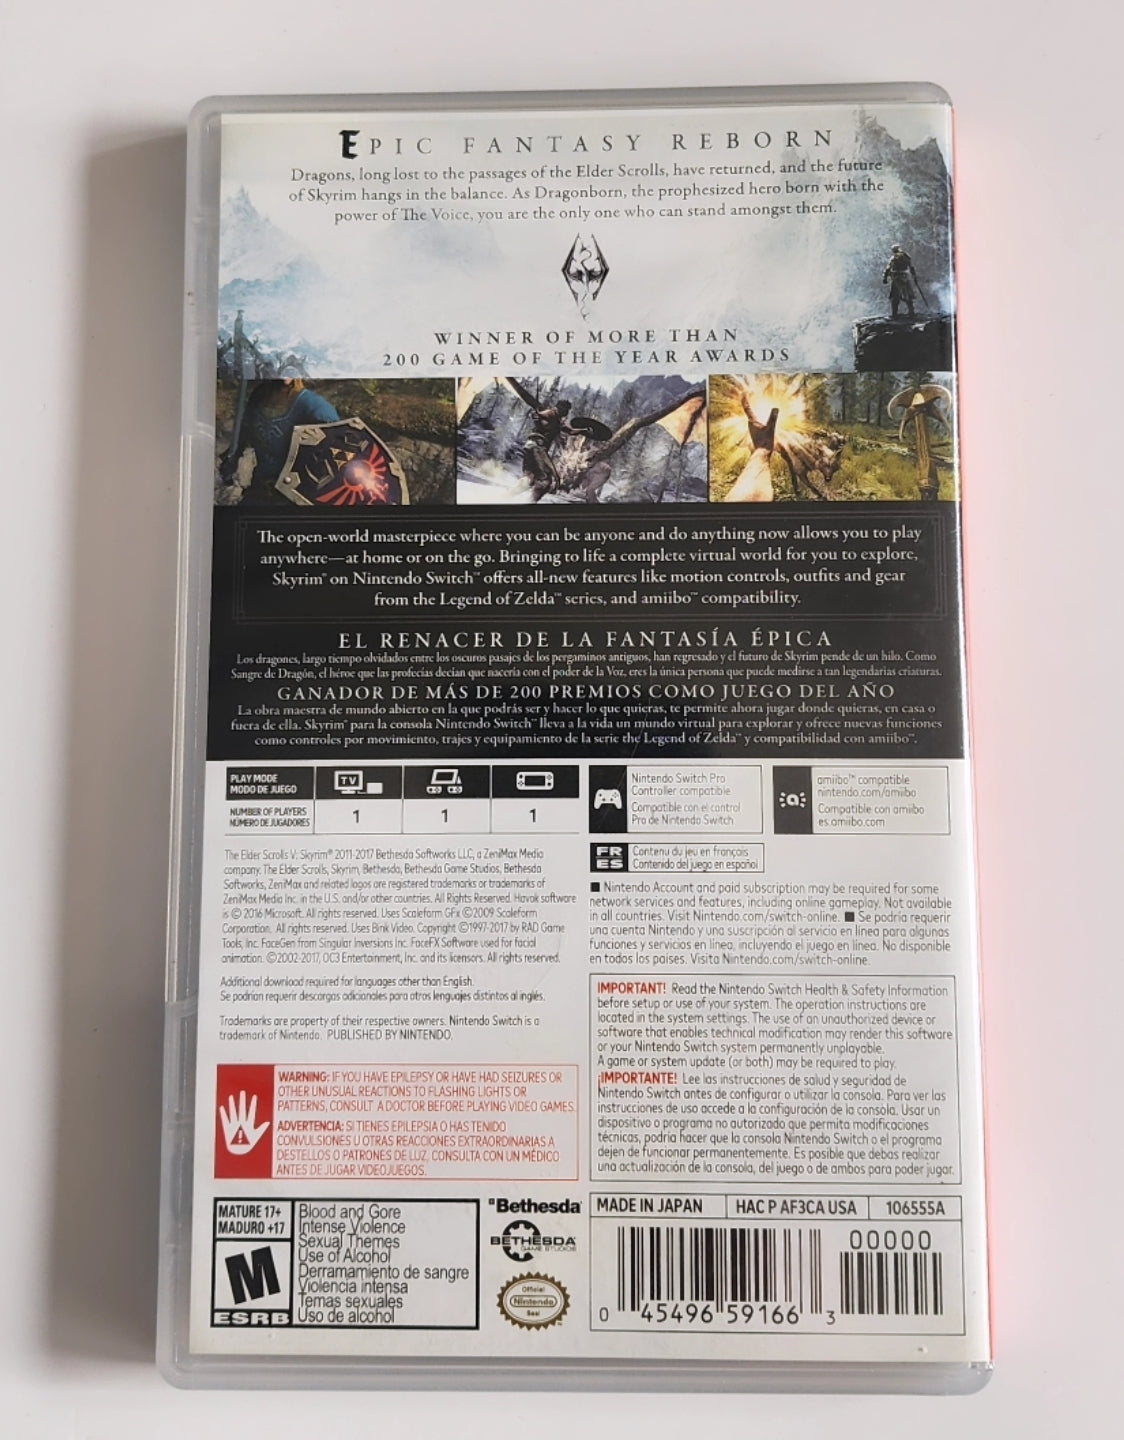 EPIC FANTASY REBORN
Dragons, long lost to the passages of the Elder Scrolls, have returned, and the future
of Skyrim hangs in the balance. As Dragonborn, the prophesized hero born with the
power of The Voice, you are the only one who can stand amongst them.
WINNER OF MORE THAN
200 GAME OF THE YEAR AWARDS
The open-world masterpiece where you can be anyone and do anything now allows you to play
anywhere—at home or on the go. Bringing to life a complete virtual world for you to explore,
Skyrim® on Nintendo Switch™ offers all-new features like motion controls, outfits and gear
from the Legend of Zelda™ series, and amiibo™ compatibility.
EL RENACER DE LA FANTASÍA ÉPICA
Los dragones, largo tiempo olvidados entre los oscuros pasajes de los pergaminos antiguos, han regresado y el futuro de Skyrim pende de un hilo. Como
Sangre de Dragón, el héroe que las profecías decían que nacería con el poder de la Voz, eres la única persona que puede medirse a tan legendarias criaturas.
GANADOR DE MÁS DE 200 PREMIOS COMO JUEGO DEL AÑO
La obra maestra de mundo abierto en la que podrás ser y hacer lo que quieras, te permite ahora jugar donde quieras, en casa o
fuera de ella. Skyrim® para la consola Nintendo Switch™ lleva a la vida un mundo virtual para explorar y ofrece nuevas funciones
como controles por movimiento, trajes y equipamiento de la serie the Legend of Zelda™ y compatibilidad con amiibo™.
PLAY MODE
MODO DE JUEGO
TV
NUMBER OF PLAYERS
NÚMERO DE JUGADORES
1 1 1
Nintendo Switch Pro
Controller compatible
Compatible con el control
Pro de Nintendo Switch
amiibo™ compatible
nintendo.com/amiibo
Compatible con amiibo
es.amiibo.com
FR Contenu du jeu en français
ES Contenido del juego en español
The Elder Scrolls V: Skyrim® 2011-2017 Bethesda Softworks LLC, a ZeniMax Media
company. The Elder Scrolls, Skyrim, Bethesda, Bethesda Game Studios, Bethesda
Softworks, ZeniMax and related logos are registered trademarks or trademarks of
ZeniMax Media Inc. in the U.S. and/or other countries. All Rights Reserved. Havok software
is © 2016 Microsoft. All rights reserved. Uses Scaleform GFx ©2009 Scaleform
Corporation. All rights reserved. Uses Bink Video. Copyright ©1997-2017 by RAD Game
Tools, Inc. FaceGen from Singular Inversions Inc. FaceFX Software used for facial
animation. ©2002-2017, OC3 Entertainment, Inc. and its licensors. All rights reserved.
Additional download required for languages other than English.
Se podrían requerir descargas adicionales para otros lenguajes distintos al inglés.
Trademarks are property of their respective owners. Nintendo Switch is a
trademark of Nintendo. PUBLISHED BY NINTENDO.
■ Nintendo Account and paid subscription may be required for some
network services and features, including online gameplay. Not available
in all countries. Visit Nintendo.com/switch-online. ■ Se podría requerir
una cuenta Nintendo y una suscripción al servicio en línea para algunas
funciones y servicios en línea, incluyendo el juego en línea. No disponible
en todos los países. Visita Nintendo.com/switch-online.
IMPORTANT! Read the Nintendo Switch Health & Safety Information
before setup or use of your system. The operation instructions are
located in the system settings. The use of an unauthorized device or
software that enables technical modification may render this software
or your Nintendo Switch system permanently unplayable.
A game or system update (or both) may be required to play.
¡IMPORTANTE! Lee las instrucciones de salud y seguridad de
Nintendo Switch antes de configurar o utilizar la consola. Para ver las
instrucciones de uso accede a la configuración de la consola. Usar un
dispositivo o programa no autorizado que permita modificaciones
técnicas, podría hacer que la consola Nintendo Switch o el programa
dejen de funcionar permanentemente. Es posible que debas realizar
una actualización de la consola, del juego o de ambos para poder jugar.
WARNING: IF YOU HAVE EPILEPSY OR HAVE HAD SEIZURES OR
OTHER UNUSUAL REACTIONS TO FLASHING LIGHTS OR
PATTERNS, CONSULT A DOCTOR BEFORE PLAYING VIDEO GAMES.
ADVERTENCIA: SI TIENES EPILEPSIA O HAS TENIDO
CONVULSIONES U OTRAS REACCIONES EXTRAORDINARIAS A
DESTELLOS O PATRONES DE LUZ, CONSULTA CON UN MÉDICO
ANTES DE JUGAR VIDEOJUEGOS.
MATURE 17+
MADURO +17
M
ESRB
Blood and Gore
Intense Violence
Sexual Themes
Use of Alcohol
Derramamiento de sangre
Violencia intensa
Temas sexuales
Uso de alcohol
Bethesda
BETHESDA
GAME STUDIOS
Official
Nintendo
Seal
MADE IN JAPAN
HAC P AF3CA USA
106555A
00000
0 45496 59166 3